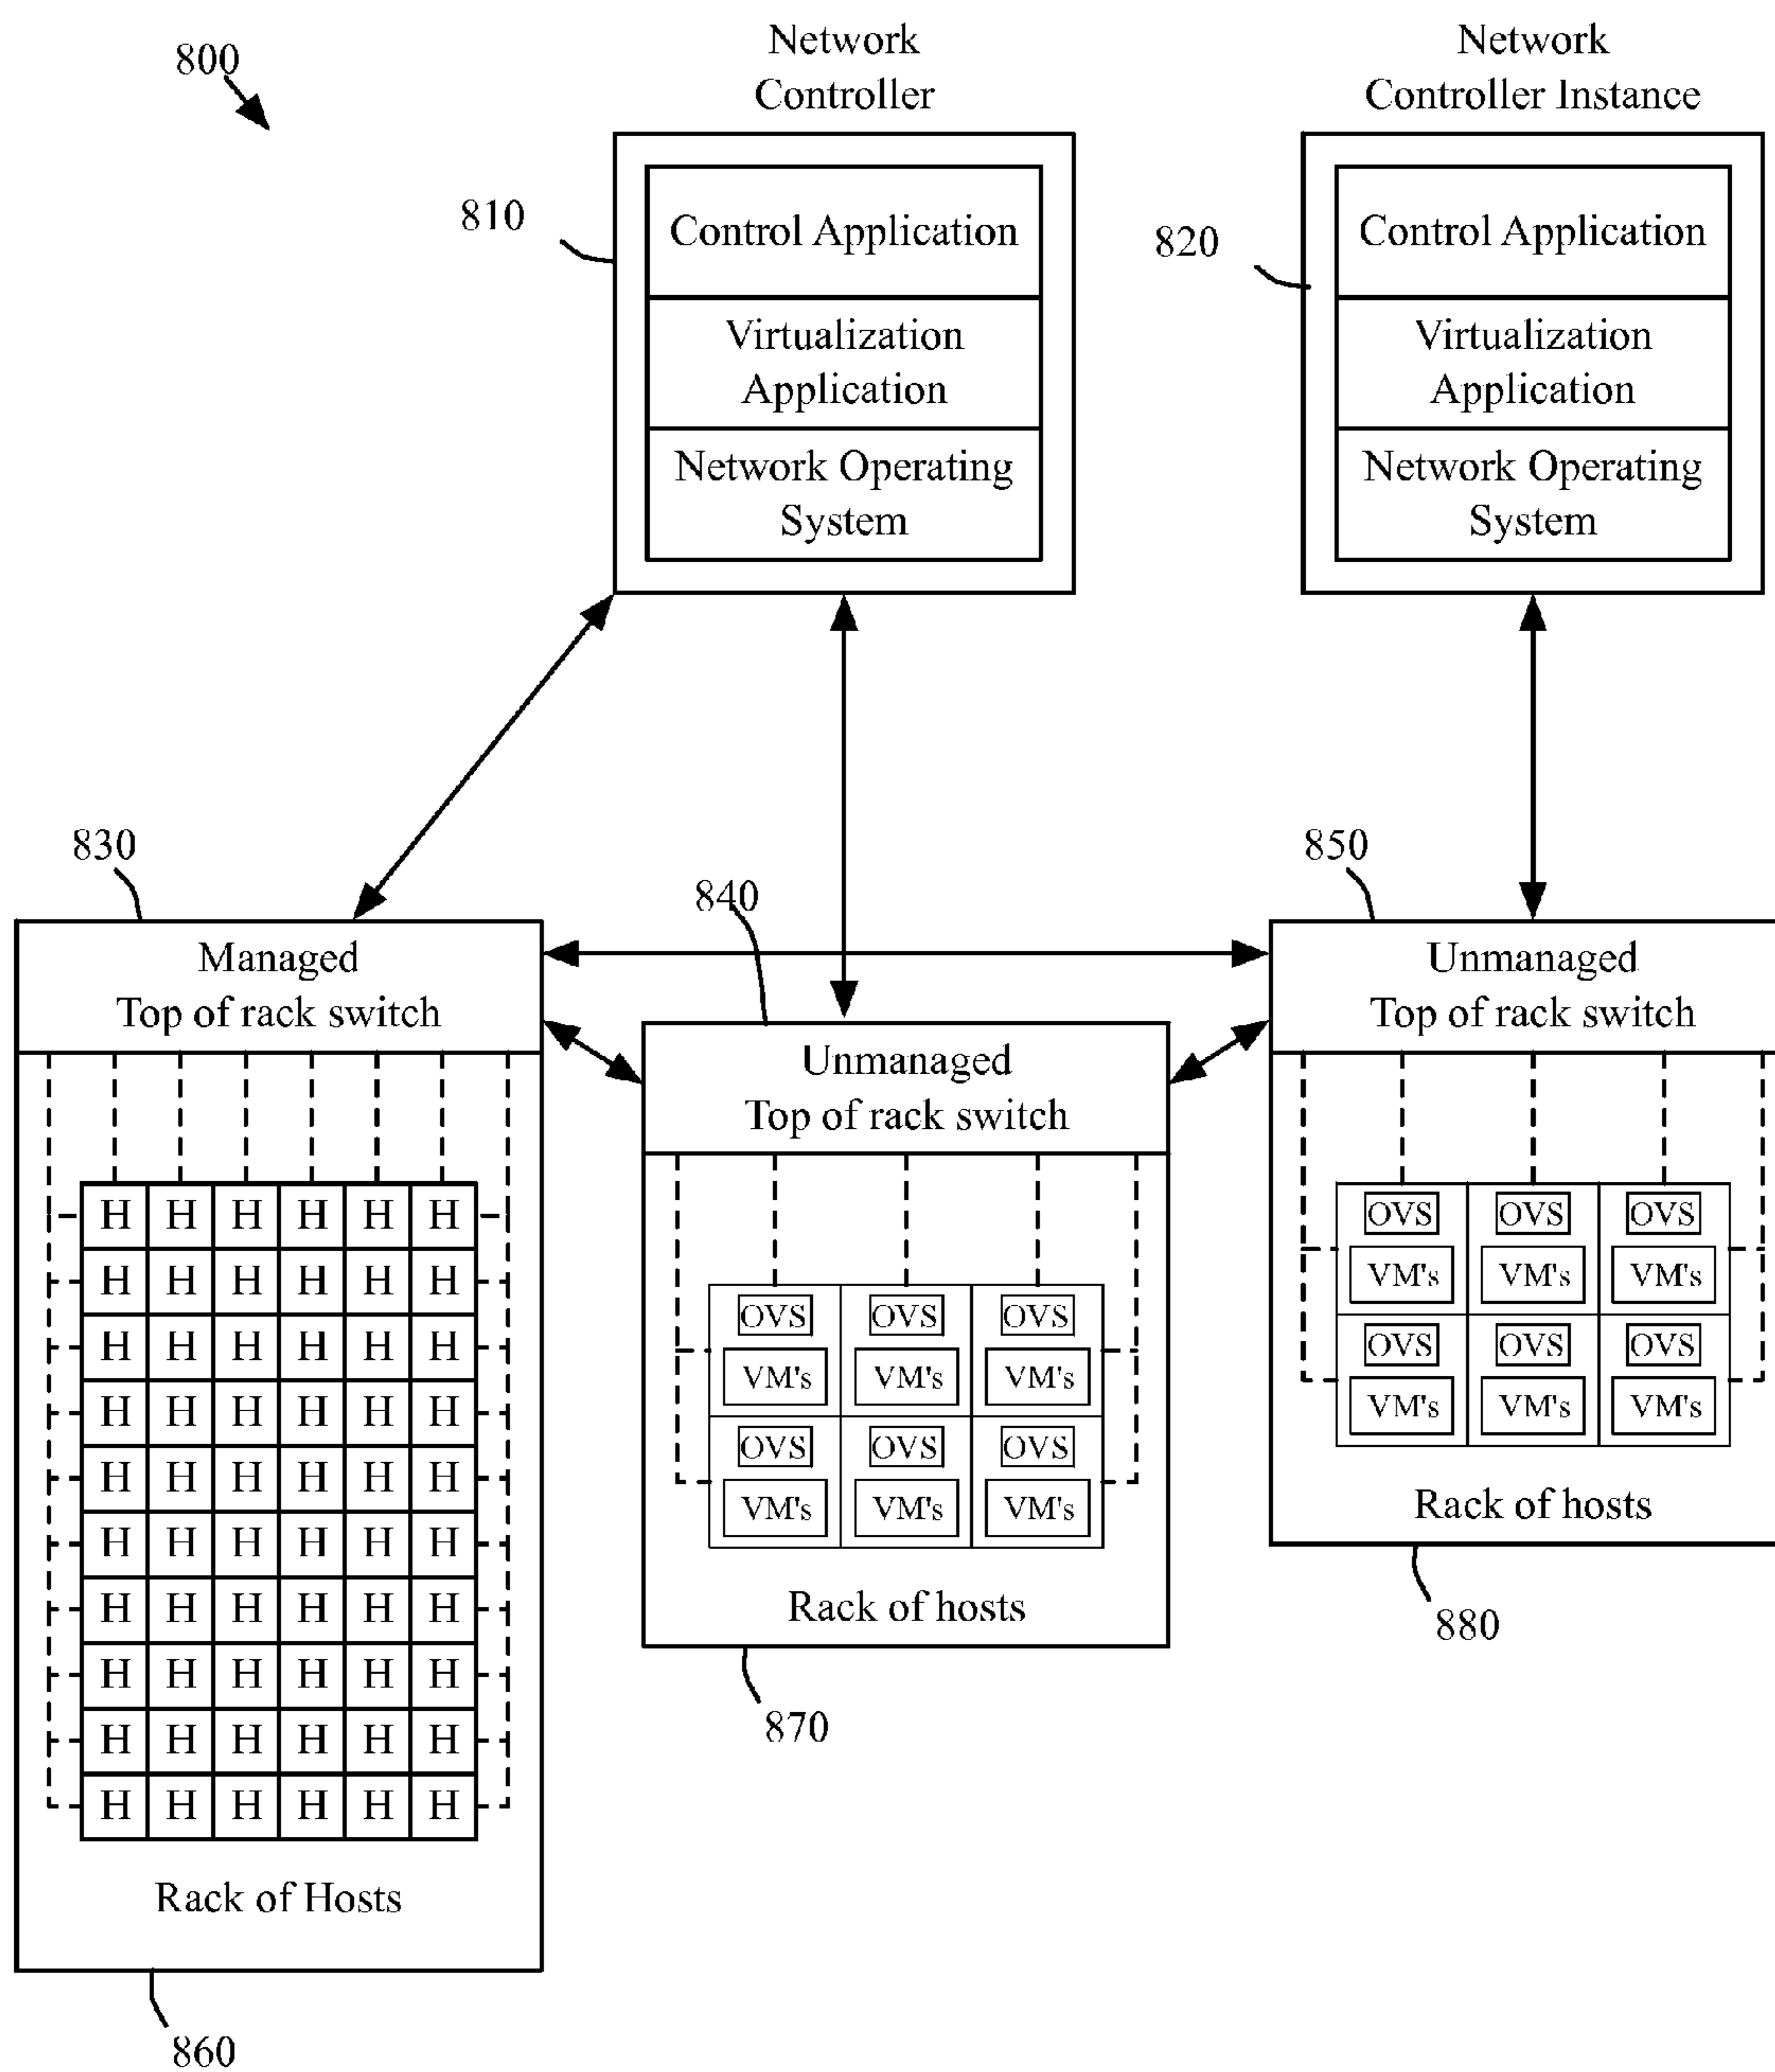 800
Network
Controller
Network
Controller Instance
810
Control Application
Virtualization
Application
Network Operating
System
820
Control Application
Virtualization
Application
Network Operating
System
830
Managed
Top of rack switch
840
Unmanaged
Top of rack switch
850
Unmanaged
Top of rack switch
H H H H H H
H H H H H H
H H H H H H
H H H H H H
H H H H H H
H H H H H H
H H H H H H
H H H H H H
H H H H H H
H H H H H H
Rack of Hosts
860
OVS OVS OVS
VM's VM's VM's
OVS OVS OVS
VM's VM's VM's
Rack of hosts
870
OVS OVS OVS
VM's VM's VM's
OVS OVS OVS
VM's VM's VM's
Rack of hosts
880